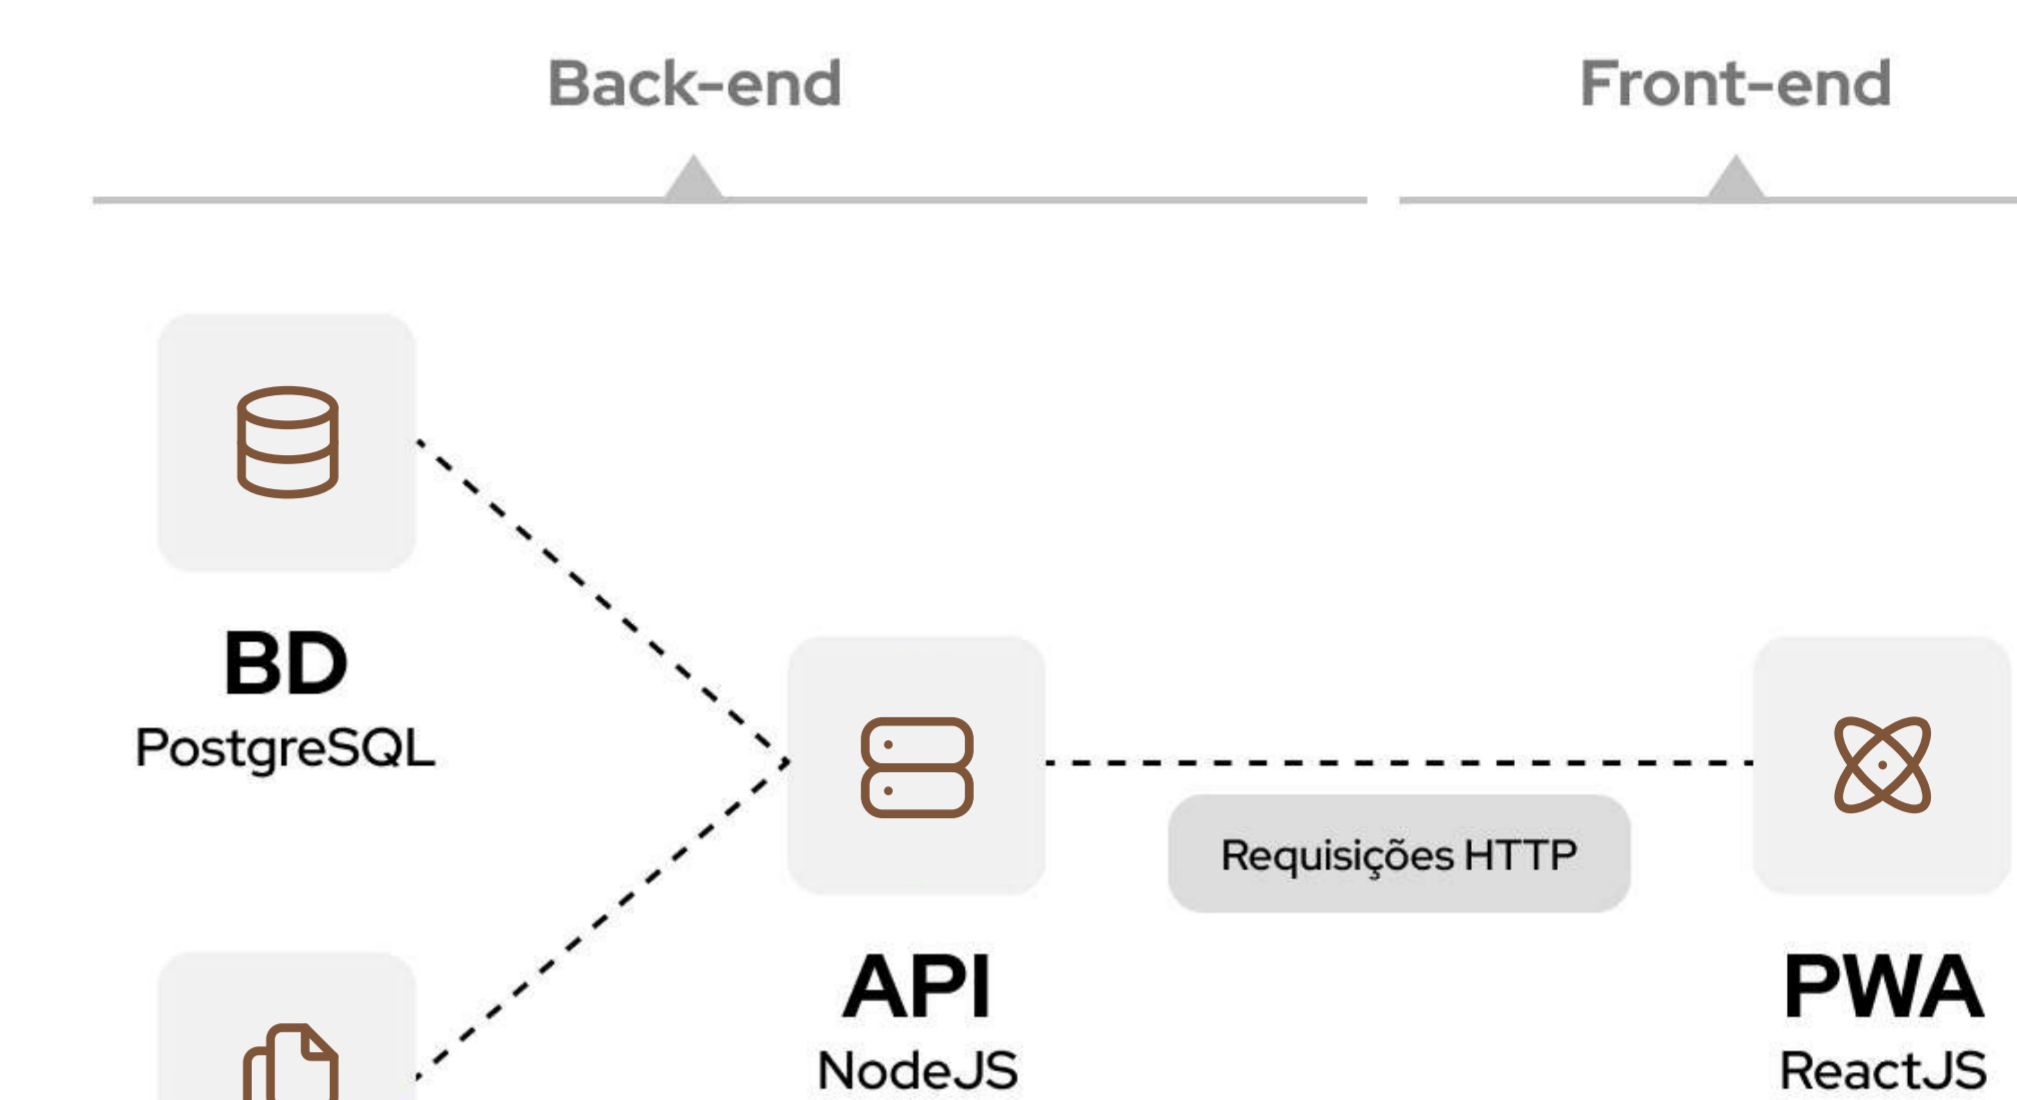 Back-end
Front-end
BD
PostgreSQL
Requisições HTTP
API
NodeJS
PWA
ReactJS